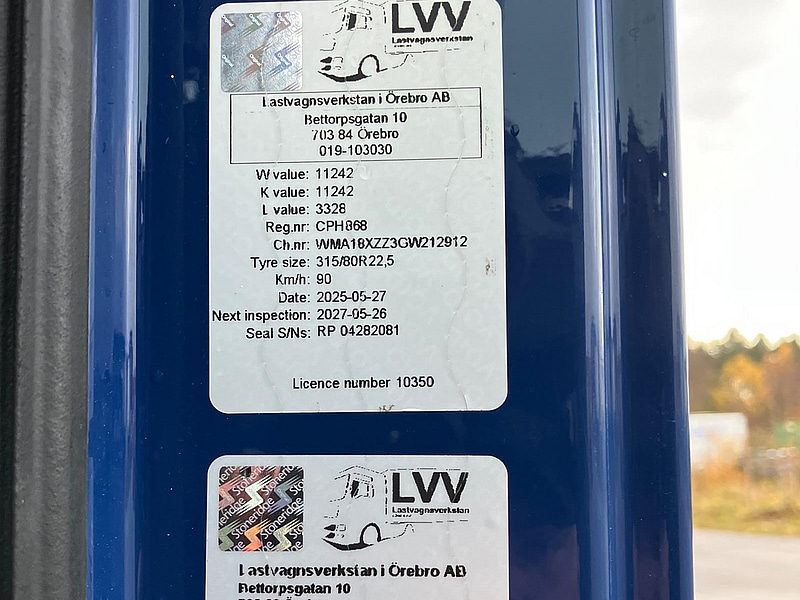 LVV
Lastvagnsverkstan
Lastvagnsverkstan i Örebro AB
Bettorpsgatan 10
703 84 Örebro
019-103030
W value: 11242
K value: 11242
L value: 3328
Reg.nr: CPH868
Ch.nr: WMA18XZZ3GW212912
Tyre size: 315/80R22,5
Km/h: 90
Date: 2025-05-27
Next inspection: 2027-05-26
Seal S/Ns: RP 04282081
Licence number 10350
Stoneridge
LVV
Lastvagnsverkstan
Lastvagnsverkstan i Örebro AB
Bettorpsgatan 10